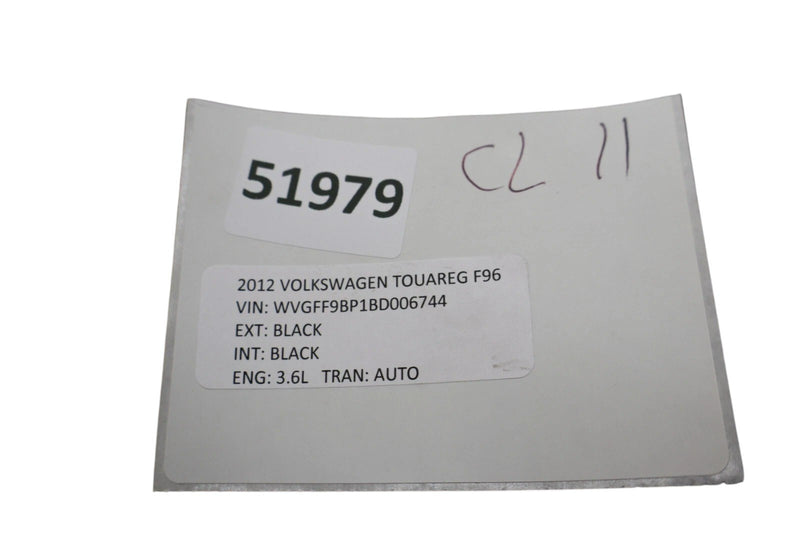 51979
CL 11
2012 VOLKSWAGEN TOUAREG F96
VIN: WVGFF9BP1BD006744
EXT: BLACK
INT: BLACK
ENG: 3.6L TRAN: AUTO